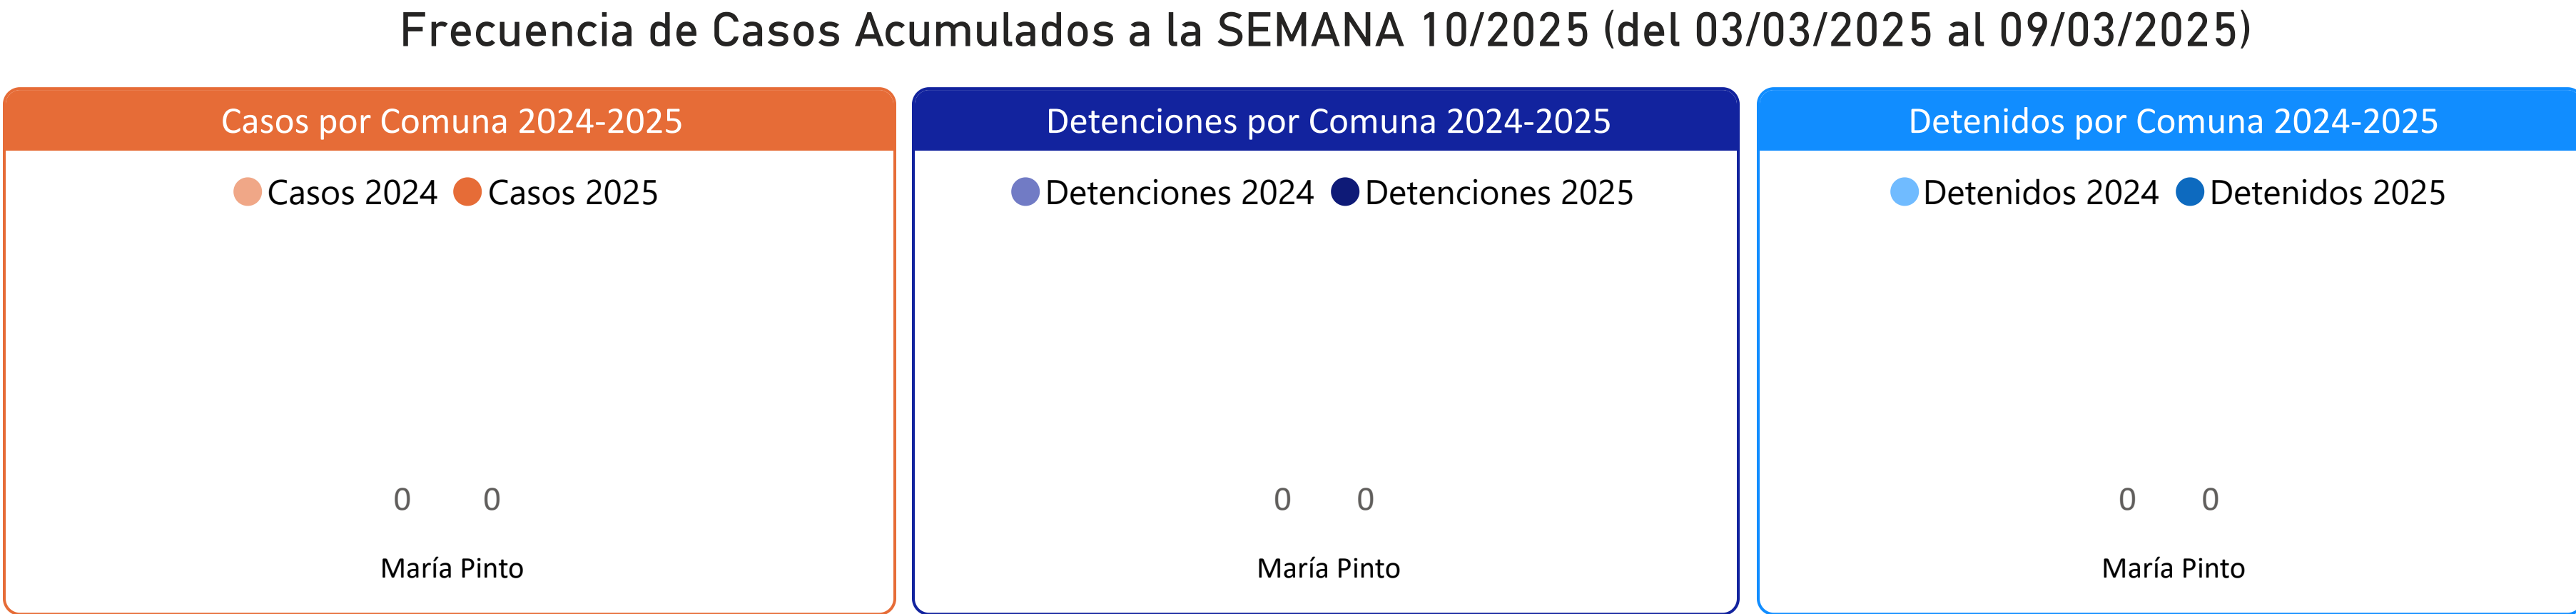 Frecuencia de Casos Acumulados a la SEMANA 10/2025 (del 03/03/2025 al 09/03/2025)
Casos por Comuna 2024-2025
Casos 2024 Casos 2025
0 0
María Pinto
Detenciones por Comuna 2024-2025
Detenciones 2024 Detenciones 2025
0 0
María Pinto
Detenidos por Comuna 2024-2025
Detenidos 2024 Detenidos 2025
0 0
María Pinto